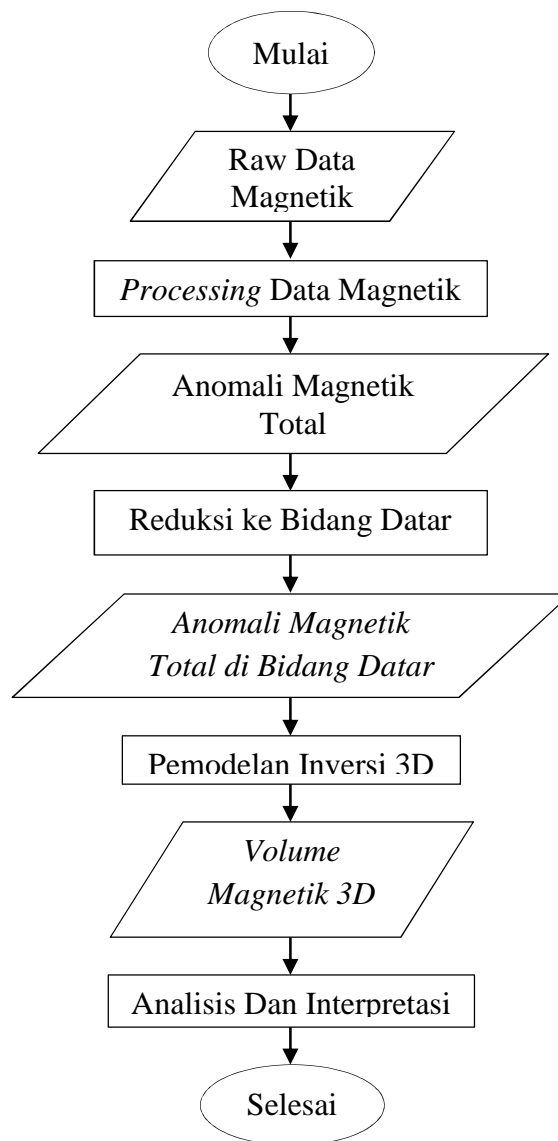 Mulai
Raw Data
Magnetik
Processing Data Magnetik
Anomali Magnetik
Total
Reduksi ke Bidang Datar
Anomali Magnetik
Total di Bidang Datar
Pemodelan Inversi 3D
Volume
Magnetik 3D
Analisis Dan Interpretasi
Selesai